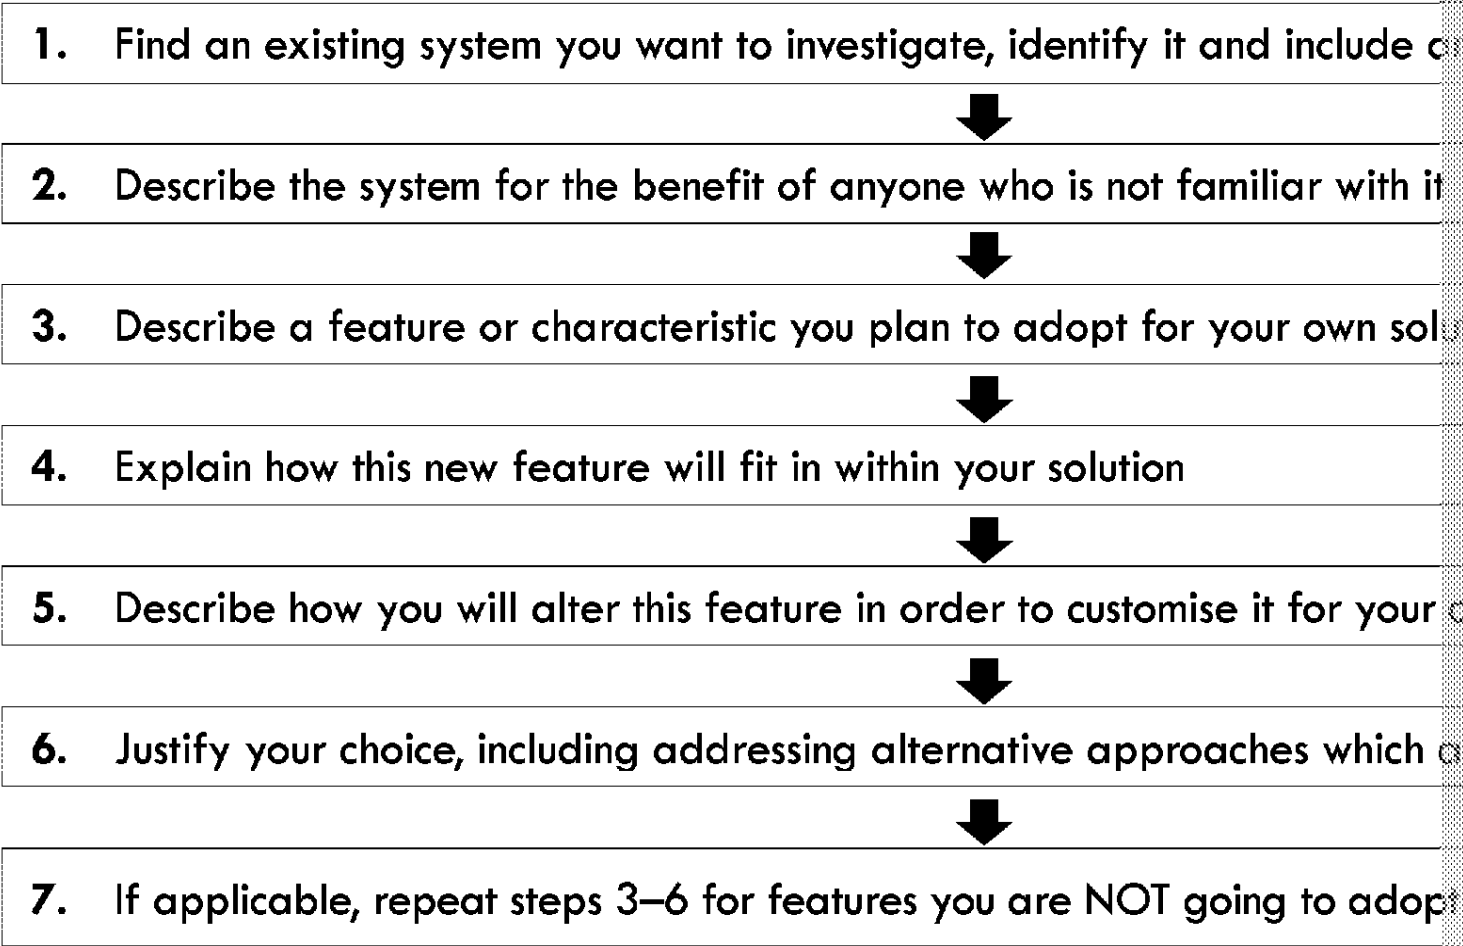 1. Find an existing system you want to investigate, identify it and include
2. Describe the system for the benefit of anyone who is not familiar with it
3. Describe a feature or characteristic you plan to adopt for your own
4. Explain how this new feature will fit in within your solution
5. Describe how you will alter this feature in order to customise it for your
6. Justify your choice, including addressing alternative approaches which
7. If applicable, repeat steps 3–6 for features you are NOT going to adopt